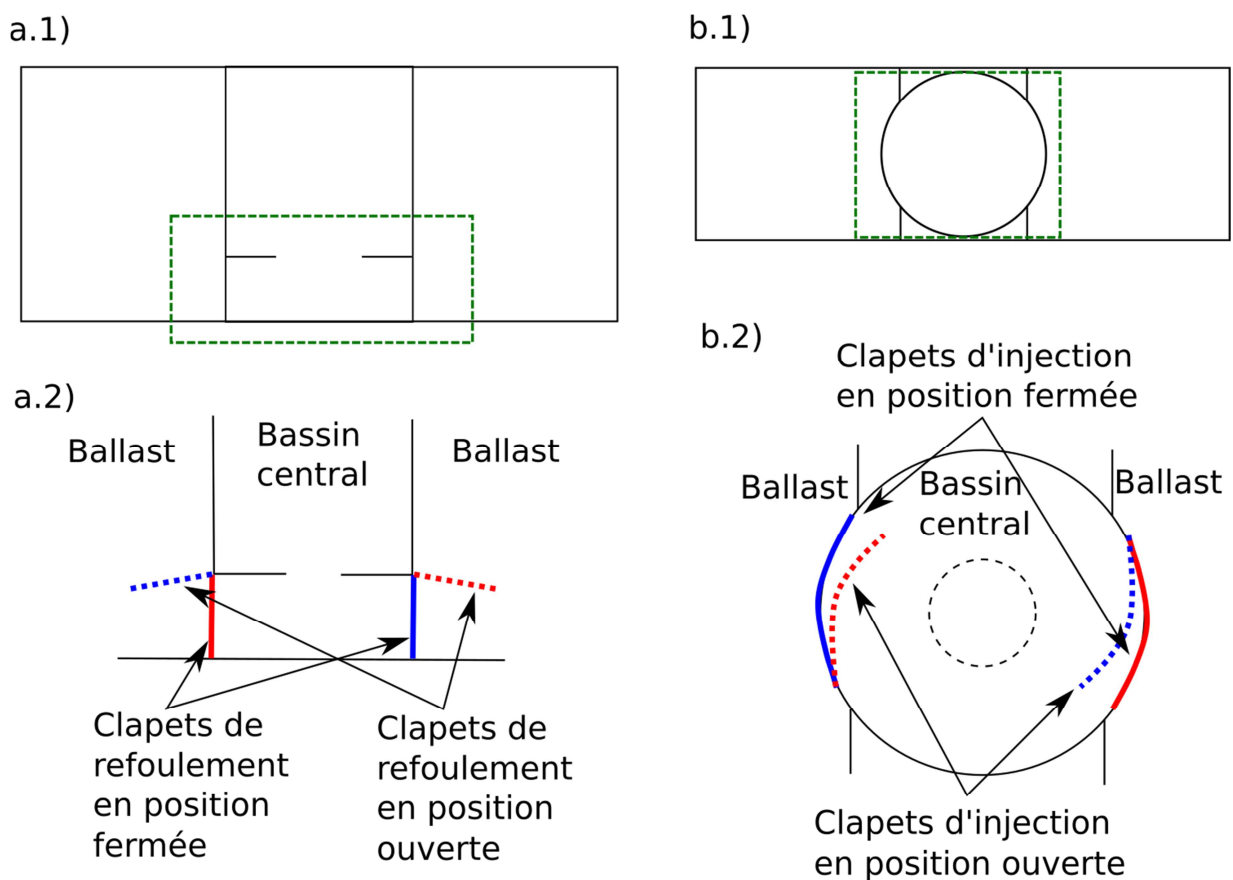 a.1)
b.1)
a.2)
Ballast
Bassin
central
Ballast
Clapets de
refoulement
en position
fermée
Clapets de
refoulement
en position
ouverte
b.2)
Clapets d'injection
en position fermée
Ballast
Bassin
central
Ballast
Clapets d'injection
en position ouverte